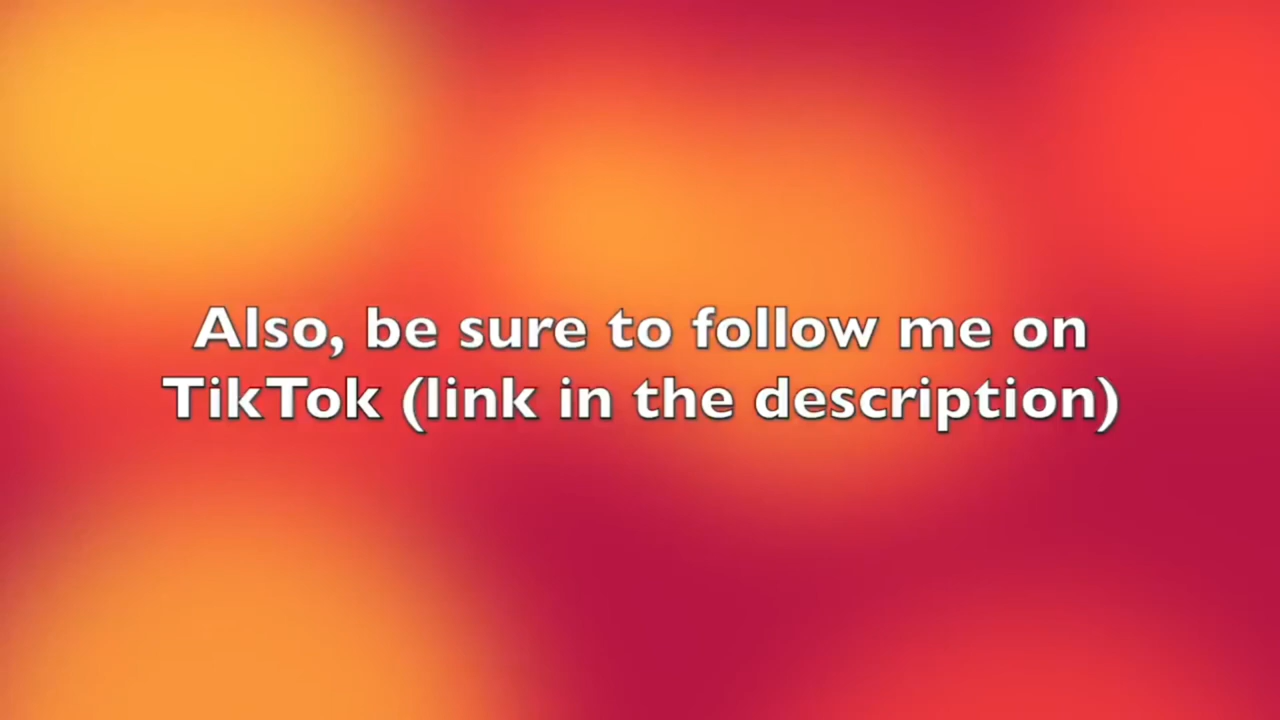 Also, be sure to follow me on
TikTok (link in the description)